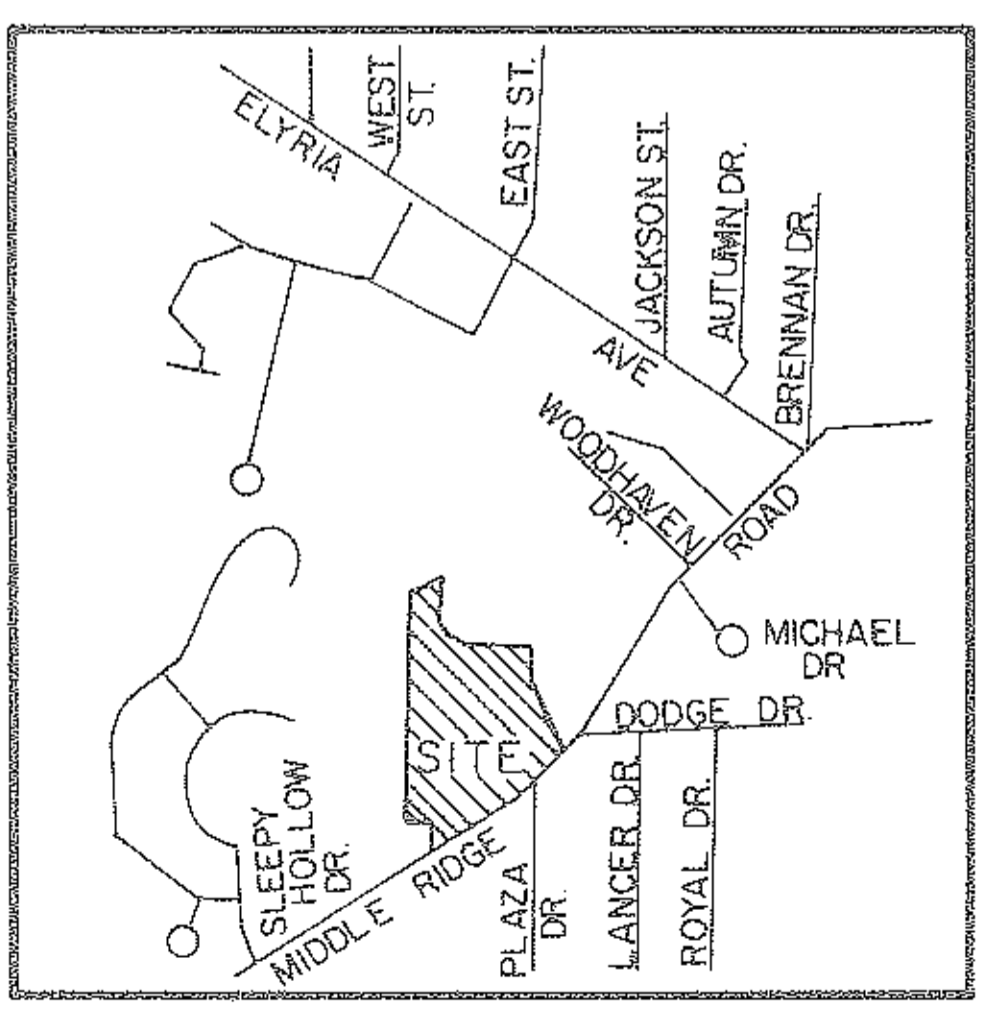 ELYRIA
WEST
ST.
EAST ST.
JACKSON ST.
AUTUMN DR.
BRENNAN DR.
AVE
WOODHAVEN
DR.
ROAD
MICHAEL
DR
DODGE DR.
SITE
LANCER DR.
ROYAL DR.
SLEEPY
HOLLOW
DR.
MIDDLE RIDGE
PLAZA
DR.